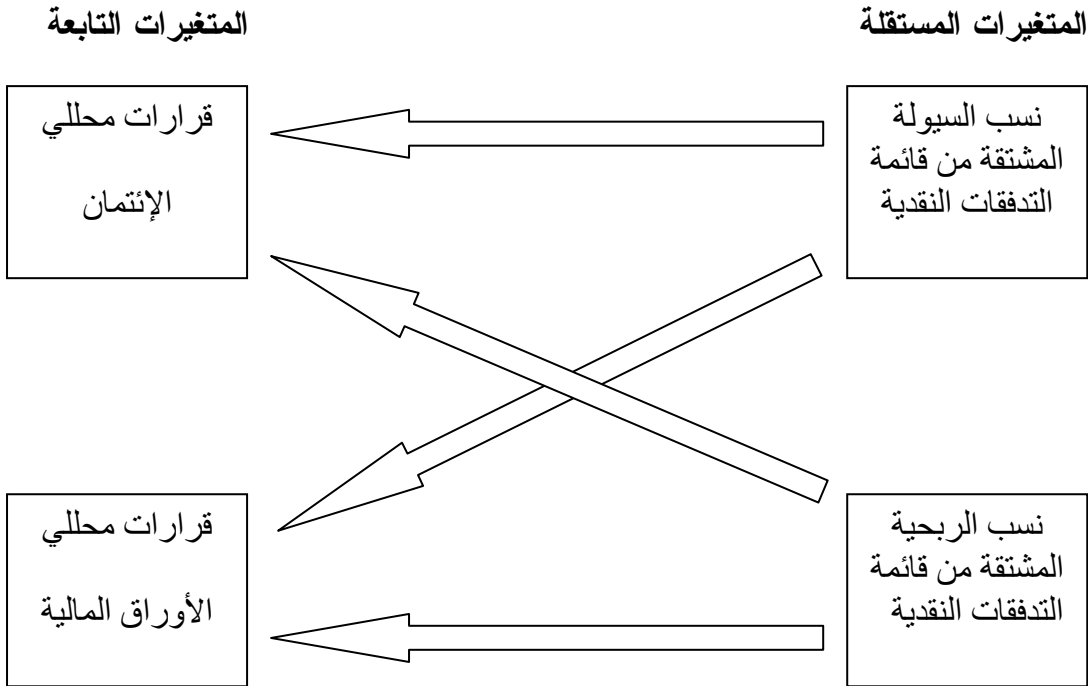 المتغيرات المستقلة
المتغيرات التابعة
نسب السيولة
المشتقة من قائمة
التدفقات النقدية
قرارات محللي
الإئتمان
نسب الربحية
المشتقة من قائمة
التدفقات النقدية
قرارات محللي
الأوراق المالية